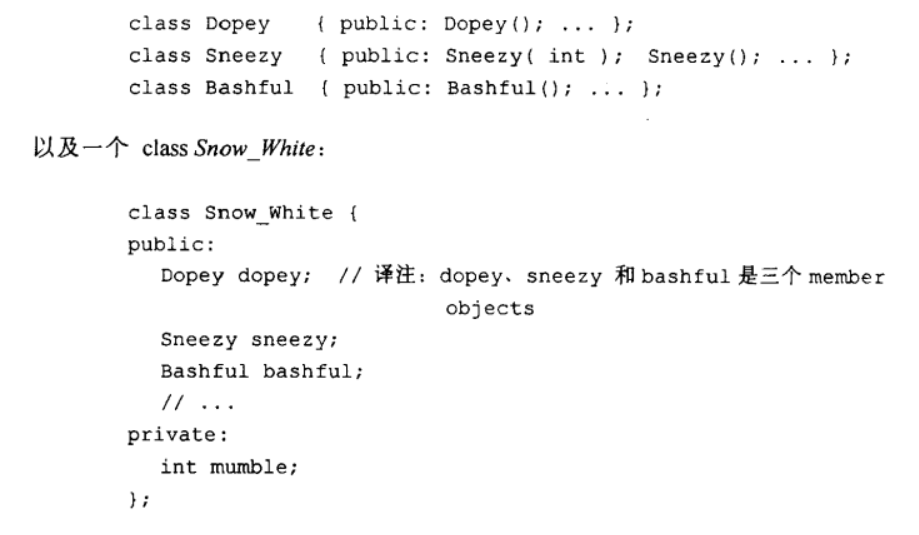 class Dopey { public: Dopey(); ... };
class Sneezy { public: Sneezy( int ); Sneezy(); ... };
class Bashful { public: Bashful(); ... };
以及一个 class Snow_White:
class Snow_White {
public:
Dopey dopey; // 译注: dopey、sneezy 和 bashful 是三个 member
objects
Sneezy sneezy;
Bashful bashful;
// ...
private:
int mumble;
};